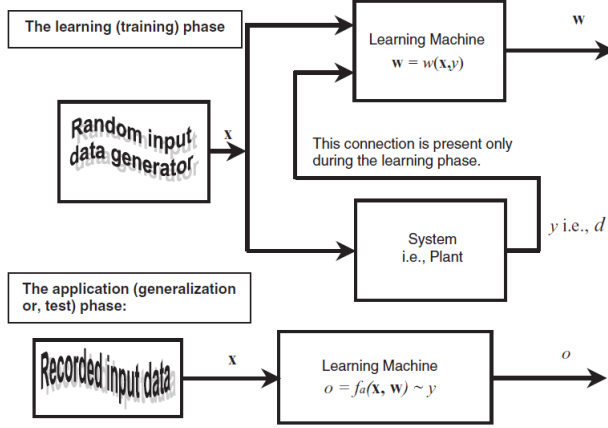 The learning (training) phase
Learning Machine
w = w(x,y)
w
Random input
data generator
x
This connection is present only
during the learning phase.
System
i.e., Plant
y i.e., d
The application (generalization
or, test) phase:
Recorded input data
x
Learning Machine
o = fa(x, w) ~ y
o